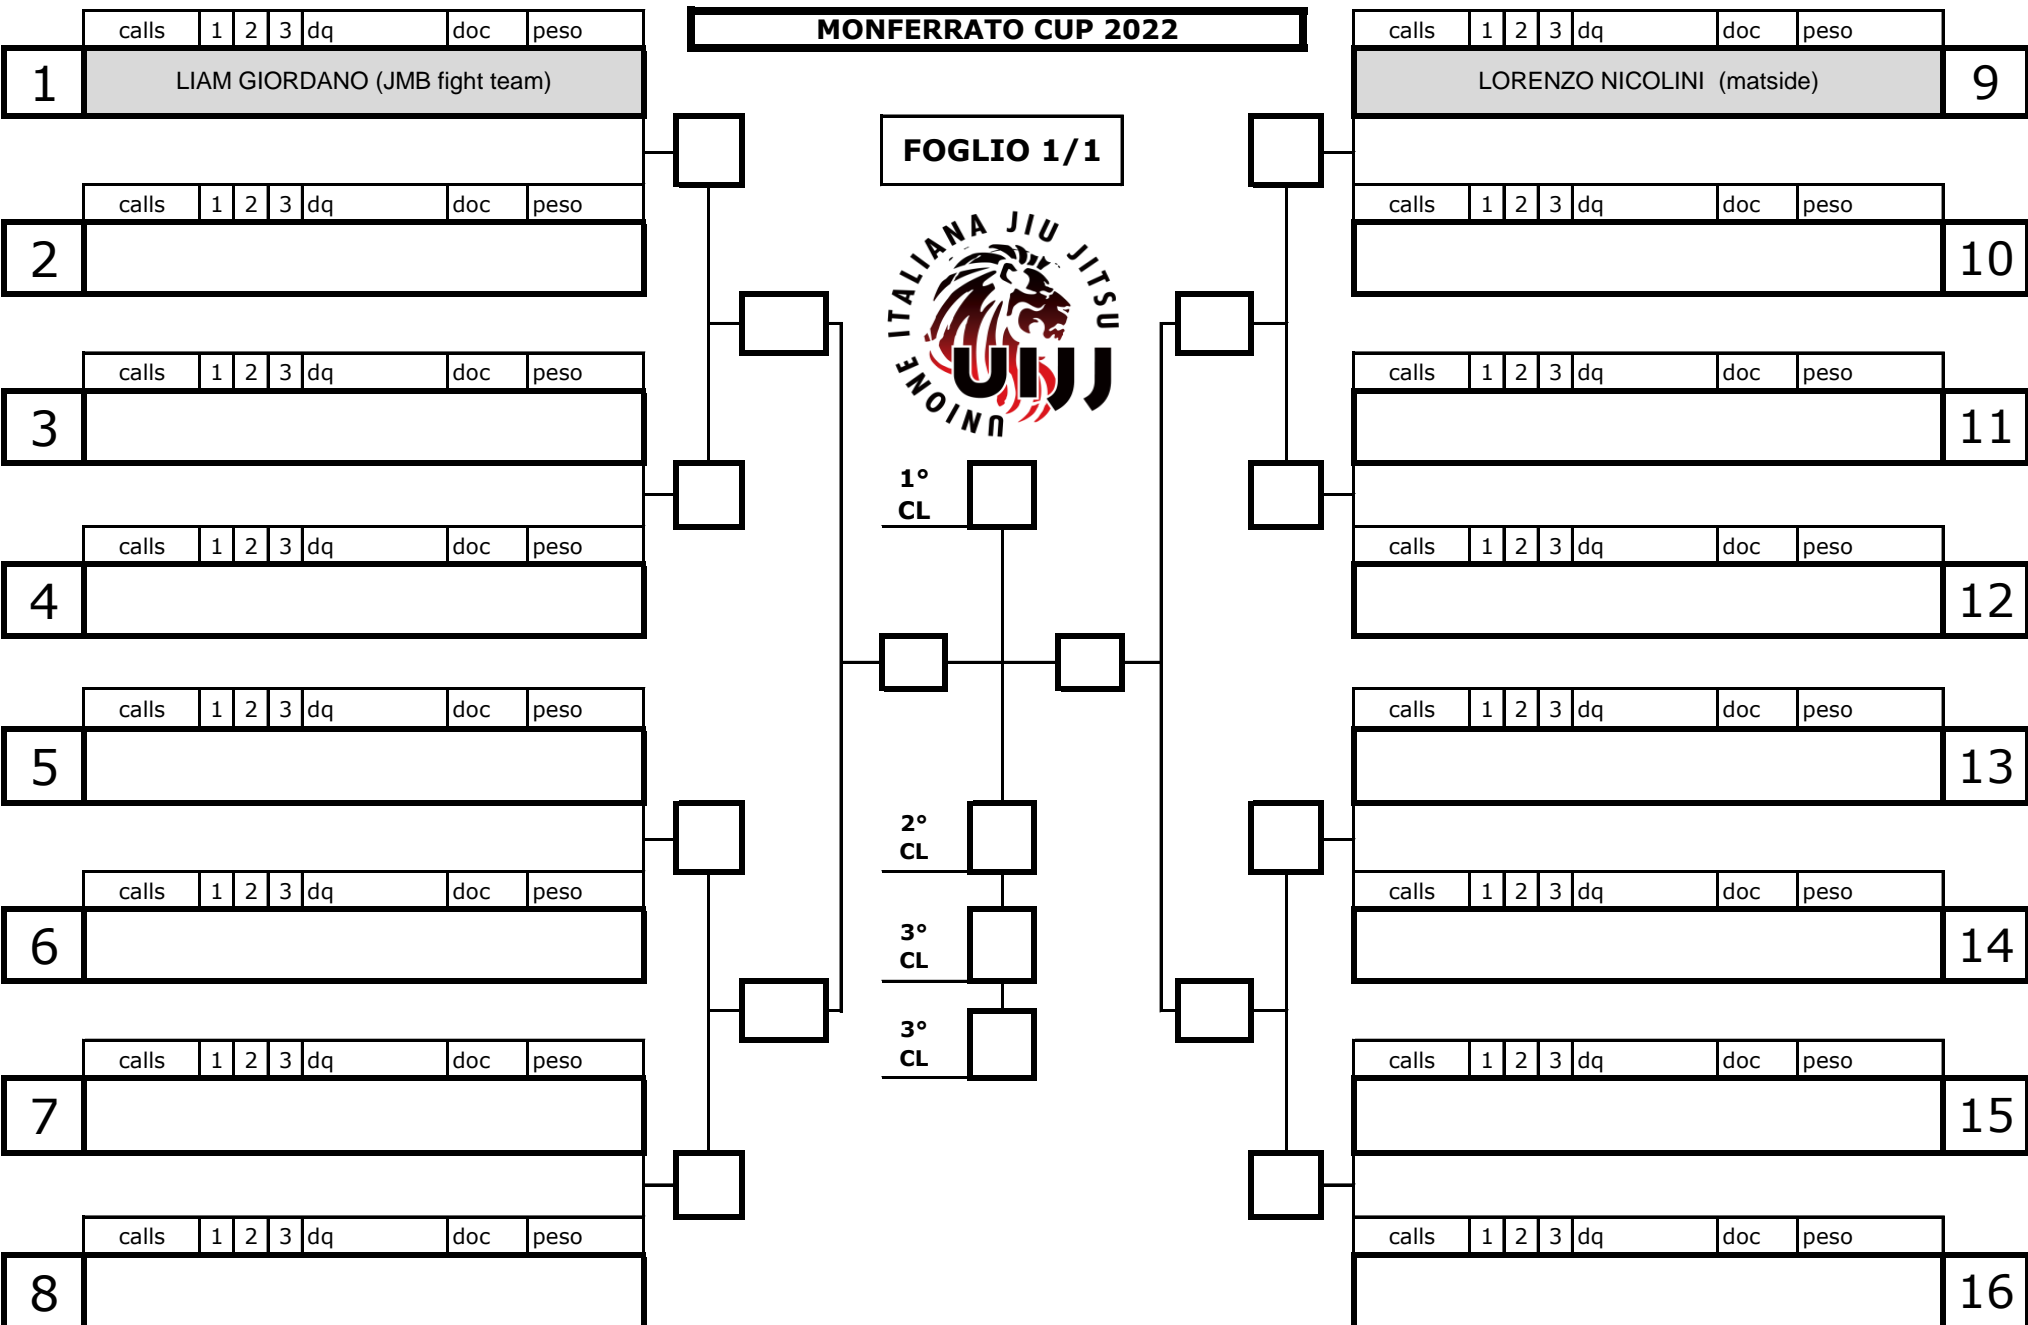 calls 1 2 3 dq doc peso
MONFERRATO CUP 2022
calls 1 2 3 dq doc peso
1 LIAM GIORDANO (JMB fight team)
LORENZO NICOLINI (matside) 9
FOGLIO 1/1
calls 1 2 3 dq doc peso
calls 1 2 3 dq doc peso
2
10
UNIONE ITALIANA JIU JITSU
UIJJ
calls 1 2 3 dq doc peso
calls 1 2 3 dq doc peso
3
11
1°
CL
calls 1 2 3 dq doc peso
calls 1 2 3 dq doc peso
4
12
calls 1 2 3 dq doc peso
calls 1 2 3 dq doc peso
5
13
2°
CL
calls 1 2 3 dq doc peso
calls 1 2 3 dq doc peso
6
14
3°
CL
3°
CL
calls 1 2 3 dq doc peso
calls 1 2 3 dq doc peso
7
15
calls 1 2 3 dq doc peso
calls 1 2 3 dq doc peso
8
16